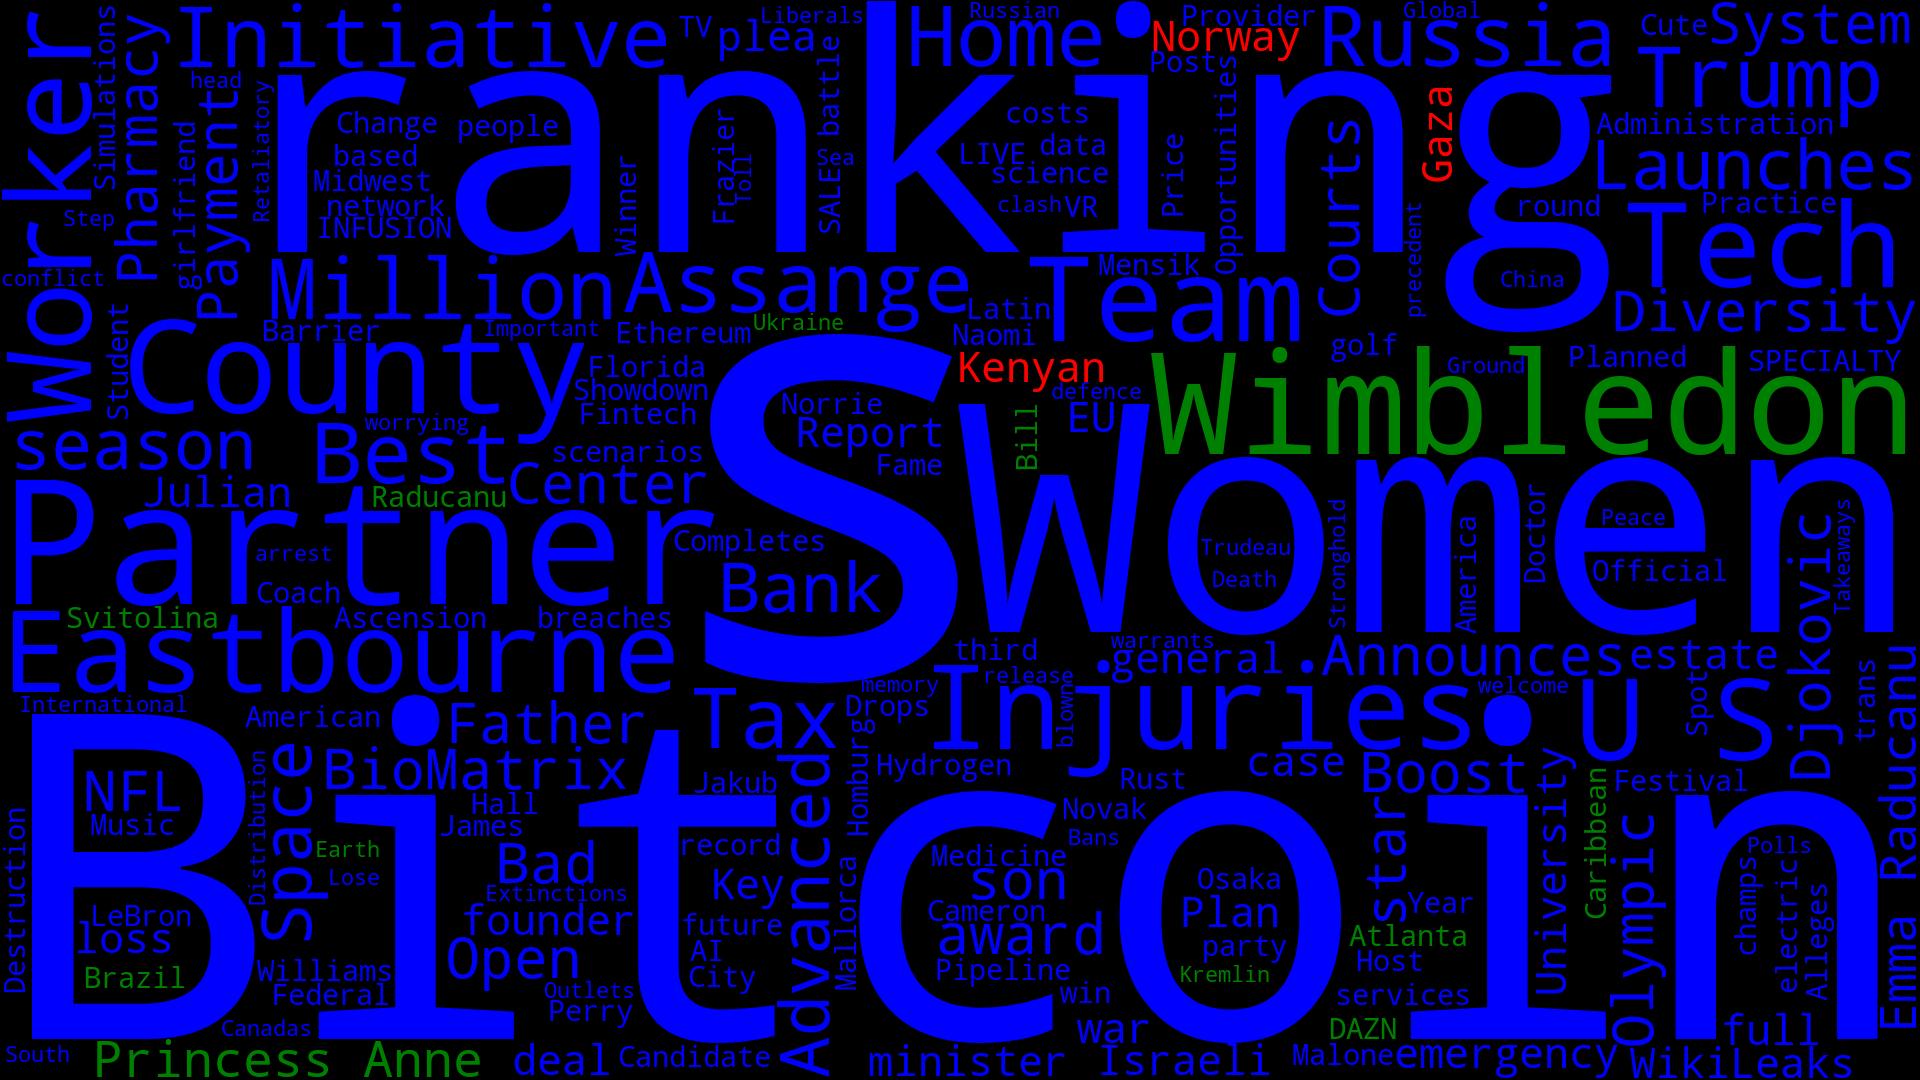 Initiative
TV
plea
Liberals
Home
Russian
Norway
Provider
Russia
Global
Cute
System
Worker
Simulations
Pharmacy
head
Payment
Retaliatory
girlfriend
ranking
battle
Post
Opportunities
Trump
Administration
Change
people
based
Midwest
network
INFUSION
Winner
Frazier
Toll
Sea
SALE
costs
LIVE
data
science
clash
VR
Price
Courts
Gaza
precedent
Launches
round
Practice
Tech
Step
conflict
Million
Assange
Team
Mensik
China
Diversity
Student
County
Barrier
Important
Ethereum
Ukraine
Latin
Naomi
golf
Ground
Planned
SPECIALTY
Florida
Showdown
Fintech
Kenyan
defence
EU
Bill
Wimbledon
season
worrying
Best
scenarios
Center
Norrie
Report
Fame
S
Women
Julian
Raducanu
Partner
arrest
Coach
Completes
Bank
Trudeau
Death
Stronghold
America
Doctor
Peace
Official
Djokovic
Takeaways
Svitolina
Ascension
breaches
Eastbourne
third
warrants
general
Announces
estate
trans
Emma Raducanu
International
American
Father
Tax
memory
Drops
release
blown
Injuries
welcome
U S
Spot
BioMatrix
Space
Distribution
Jakub
Homburg
Hydrogen
Rust
case
Boost
University
Festival
Caribbean
NFL
Music
Bitcoin
Hall
James
record
Advanced
Novak
Bans
star
Olympic
Polls
champs
electric
Alleges
Destruction
Earth
Lose
Bad
Extinctions
Key
Medicine
son
Osaka
LeBron
loss
founder
future
Mallorca
Cameron
award
Plan
Year
Brazil
Williams
Federal
Open
AI
City
Pipeline
party
Kremlin
Atlanta
Host
Outlets
Perry
win
services
Canadas
war
DAZN
full
South
Princess Anne
deal
Candidate
minister
Israeli
Malone
emergency
WikiLeaks